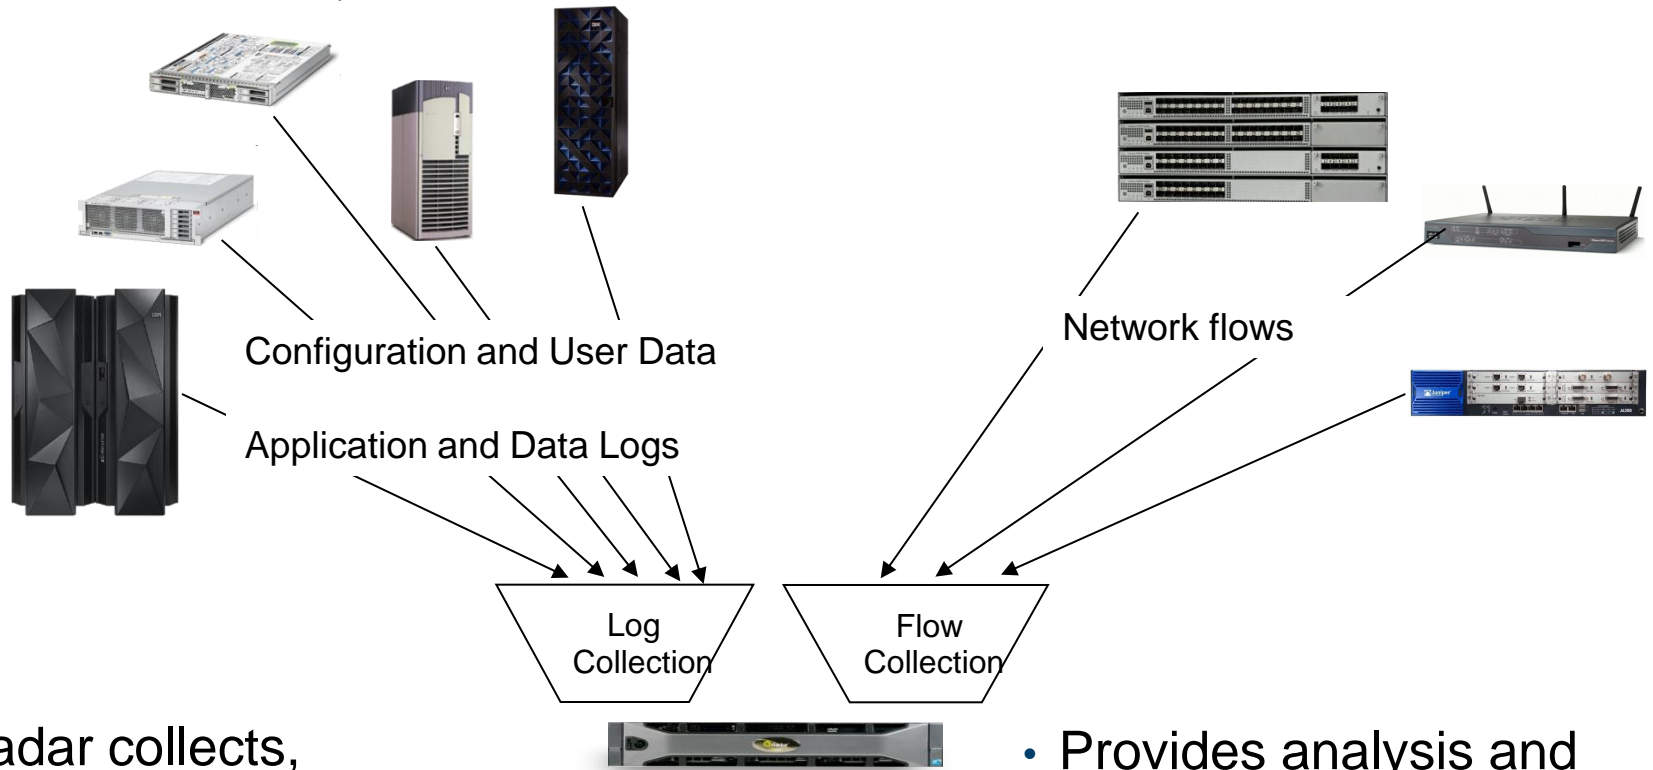 Configuration and User Data
Application and Data Logs
Network flows
Juniper
Log
Collection
Flow
Collection
adar collects,
• Provides analysis and